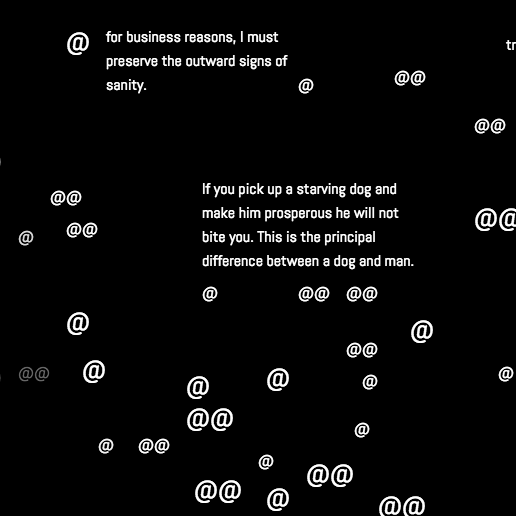 @ for business reasons, I must
preserve the outward signs of
sanity.
@ @@
@@
@@
@ @@
If you pick up a starving dog and
make him prosperous he will not
bite you. This is the principal
difference between a dog and man.
@@
@ @@ @@
@ @
@@
@@ @ @ @ @ @
@@
@
@ @@
@
@@
@@ @
@@